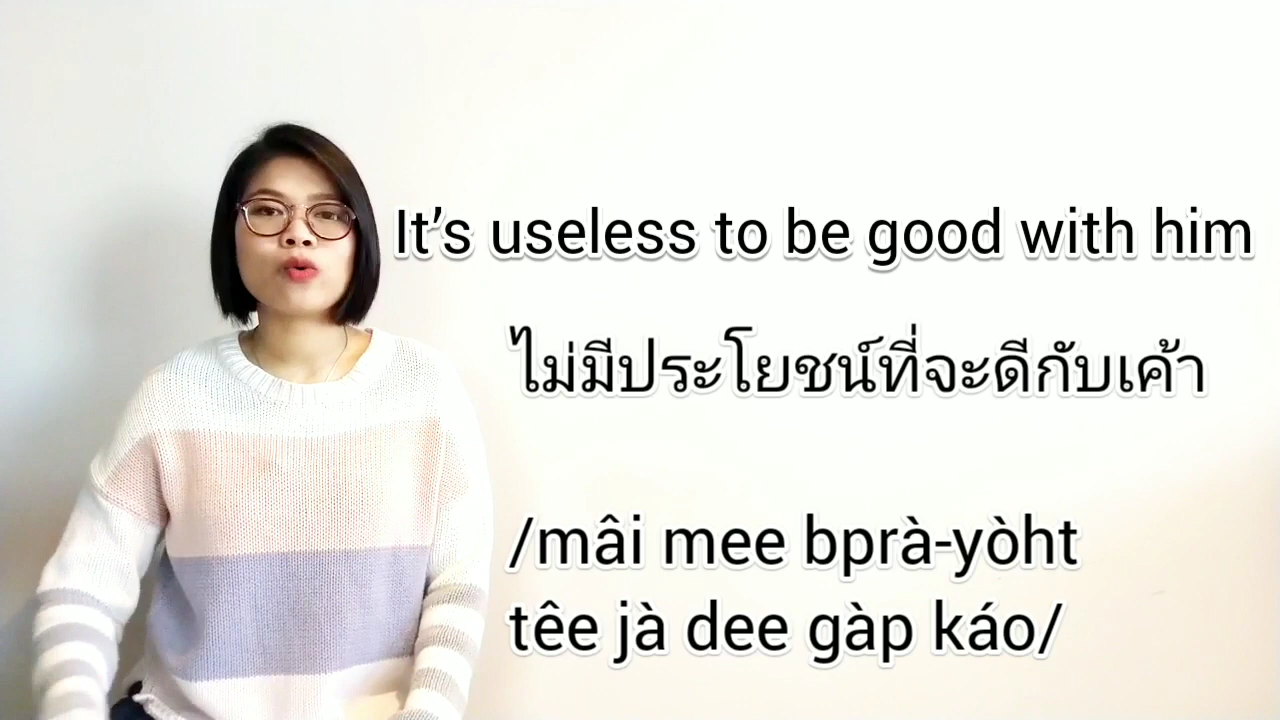 It’s useless to be good with him
ไม่มีประโยชน์ที่จะดีกับเค้า
/mâi mee bprà-yòht
têe jà dee gàp káo/